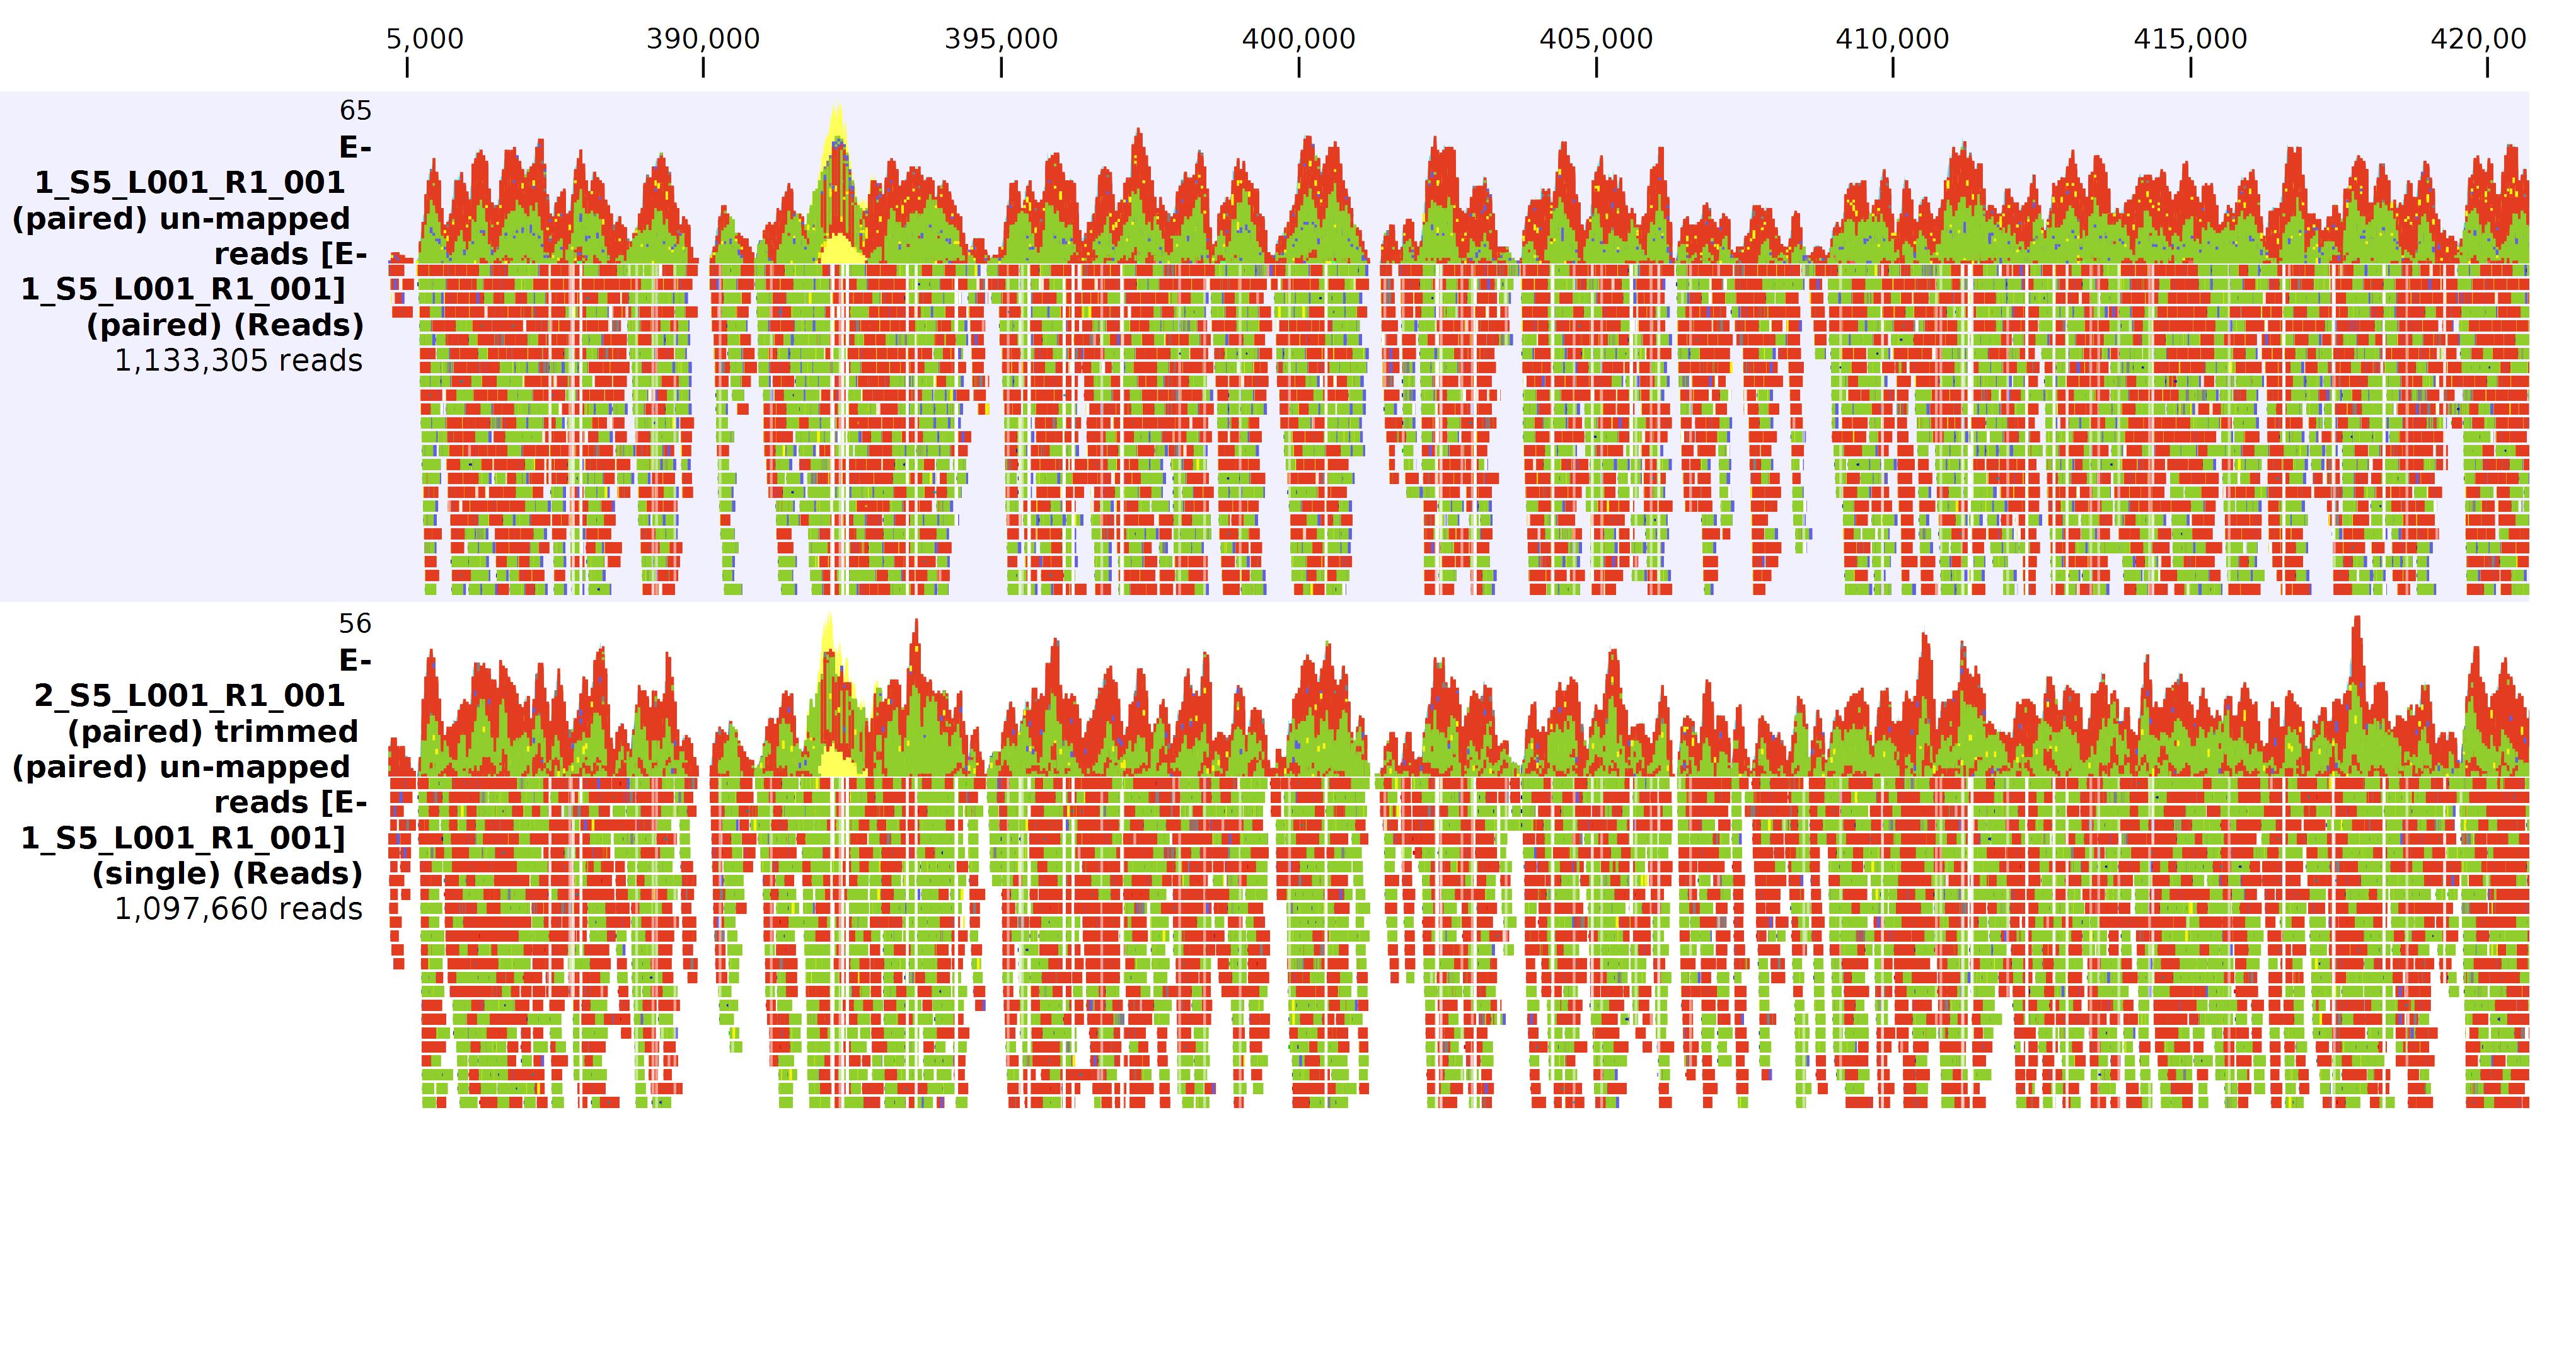 5,000 390,000 395,000 400,000 405,000 410,000 415,000 420,00
65
E-
1_S5_L001_R1_001
(paired) un-mapped
reads [E-
1_S5_L001_R1_001]
(paired) (Reads)
1,133,305 reads
56
E-
2_S5_L001_R1_001
(paired) trimmed
(paired) un-mapped
reads [E-
1_S5_L001_R1_001]
(single) (Reads)
1,097,660 reads